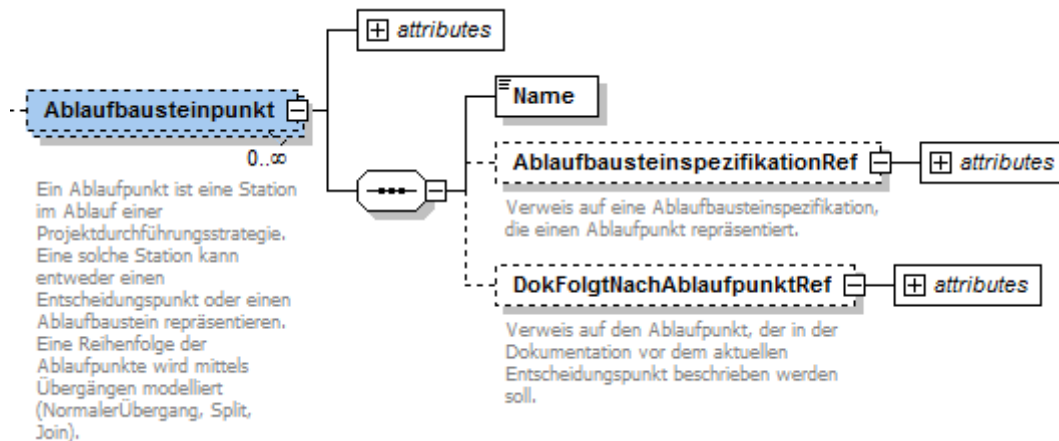 attributes
Ablaufbausteinpunkt
0..∞
Ein Ablaufpunkt ist eine Station
im Ablauf einer
Projektdurchführungsstrategie.
Eine solche Station kann
entweder einen
Entscheidungspunkt oder einen
Ablaufbaustein repräsentieren.
Eine Reihenfolge der
Ablaufpunkte wird mittels
Übergängen modelliert
(NormalerÜbergang, Split,
Join).
Name
AblaufbausteinspezifikationRef
attributes
Verweis auf eine Ablaufbausteinspezifikation,
die einen Ablaufpunkt repräsentiert.
DokFolgtNachAblaufpunktRef
attributes
Verweis auf den Ablaufpunkt, der in der
Dokumentation vor dem aktuellen
Entscheidungspunkt beschrieben werden
soll.